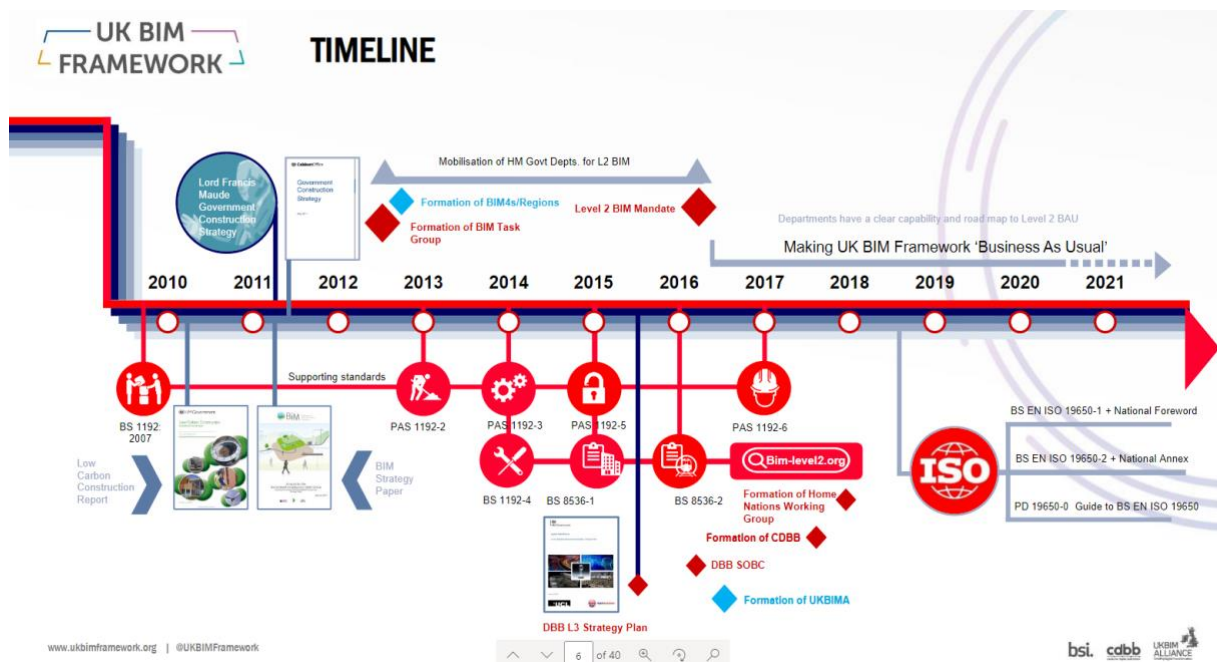 UK BIM
FRAMEWORK
TIMELINE
Lord Francis
Maude
Government
Construction
Strategy
Government
Construction
Strategy
Mobilisation of HM Govt Depts. for L2 BIM
Formation of BIM4s/Regions
Formation of BIM Task
Group
Level 2 BIM Mandate
Departments have a clear capability and road map to Level 2 BAU
Making UK BIM Framework 'Business As Usual'
2010 2011 2012 2013 2014 2015 2016 2017 2018 2019 2020 2021
Supporting standards
BS 1192:
2007
PAS 1192-2
PAS 1192-3
PAS 1192-5
PAS 1192-6
Low
Carbon
Construction
Report
BIM
BIM
Strategy
Paper
BS 1192-4
BS 8536-1
BS 8536-2
Bim-level2.org
Formation of Home
Nations Working
Group
Formation of CDBB
DBB SOBC
Formation of UKBIMA
UCL
DBB L3 Strategy Plan
ISO
BS EN ISO 19650-1 + National Foreword
BS EN ISO 19650-2 + National Annex
PD 19650-0 Guide to BS EN ISO 19650
www.ukbimframework.org | @UKBIMFramework
6 of 40
bsi.
cdbb
UKBIM
ALLIANCE